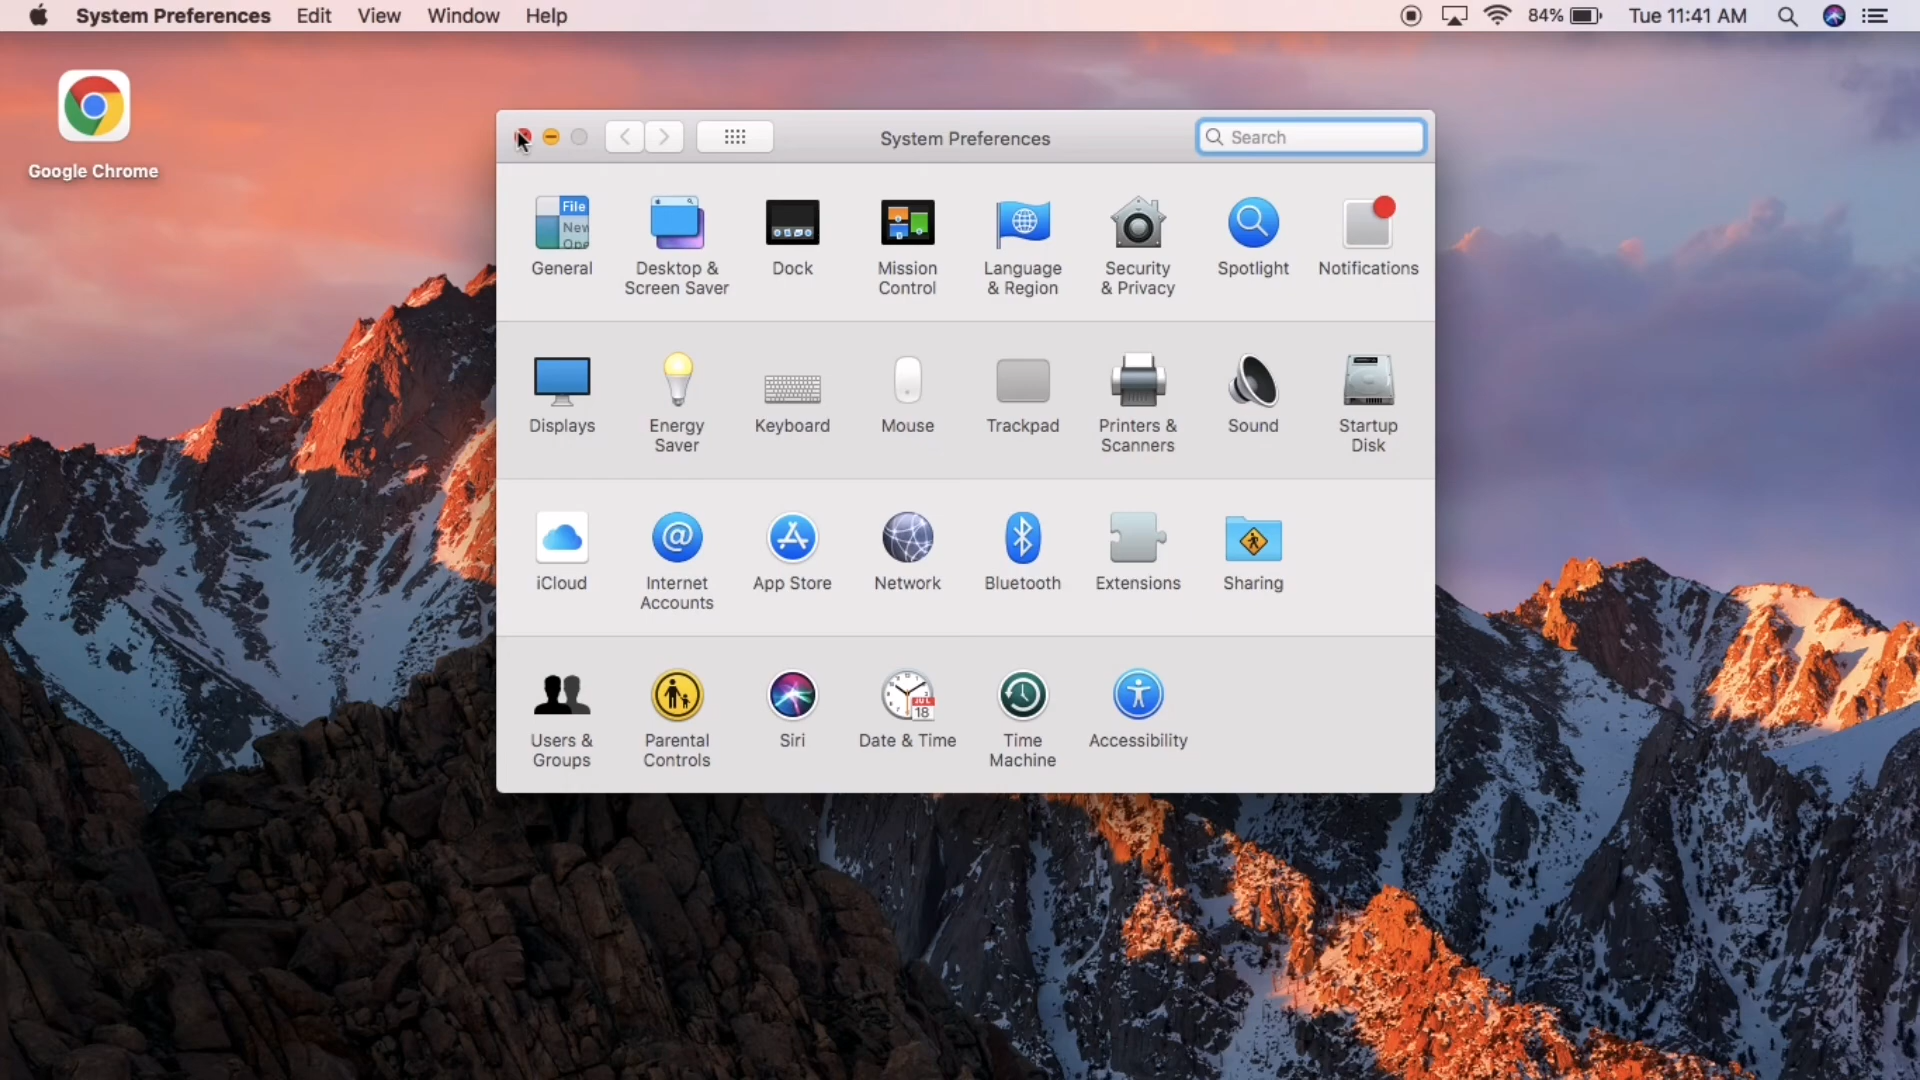 System Preferences Edit View Window Help 84% Tue 11:41 AM
Google Chrome
System Preferences
Search
File
New
Ope
General
Desktop &
Screen Saver
Dock
Mission
Control
Language
& Region
Security
& Privacy
Spotlight
Notifications
Displays
Energy
Saver
Keyboard
Mouse
Trackpad
Printers &
Scanners
Sound
Startup
Disk
iCloud
@
Internet
Accounts
App Store
Network
Bluetooth
Extensions
Sharing
Users &
Groups
Parental
Controls
Siri
JUL
18
Date & Time
Time
Machine
Accessibility